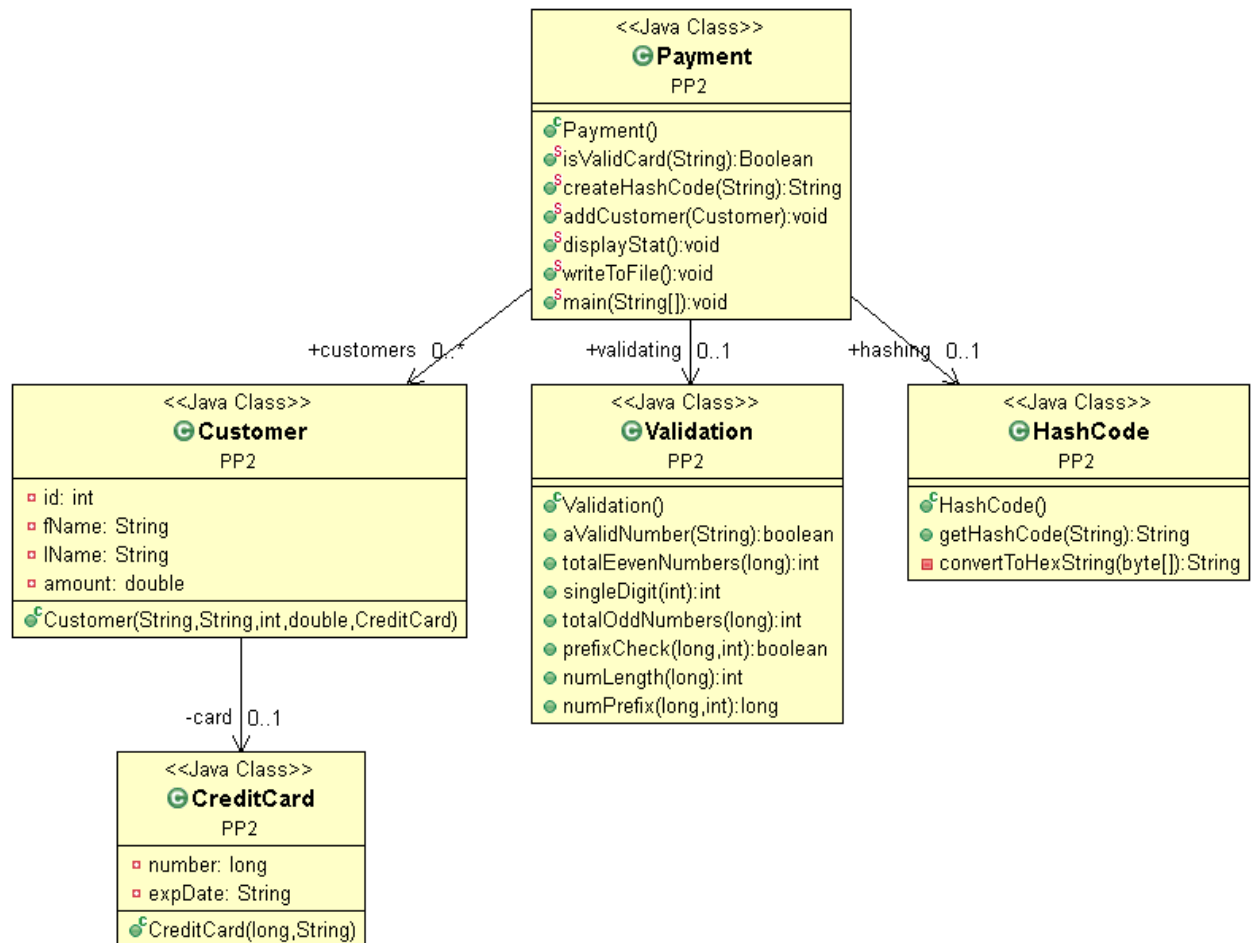 <<Java Class>>
Payment
PP2
Payment()
isValidCard(String):Boolean
createHashCode(String):String
addCustomer(Customer):void
displayStat():void
writeToFile():void
main(String[]):void
+customers 0..*
+validating 0..1
+hashing 0..1
<<Java Class>>
Customer
PP2
id: int
fName: String
lName: String
amount: double
Customer(String,String,int,double,CreditCard)
<<Java Class>>
Validation
PP2
Validation()
aValidNumber(String):boolean
totalEevenNumbers(long):int
singleDigit(int):int
totalOddNumbers(long):int
prefixCheck(long,int):boolean
numLength(long):int
numPrefix(long,int):long
<<Java Class>>
HashCode
PP2
HashCode()
getHashCode(String):String
convertToHexString(byte[]):String
-card 0..1
<<Java Class>>
CreditCard
PP2
number: long
expDate: String
CreditCard(long,String)